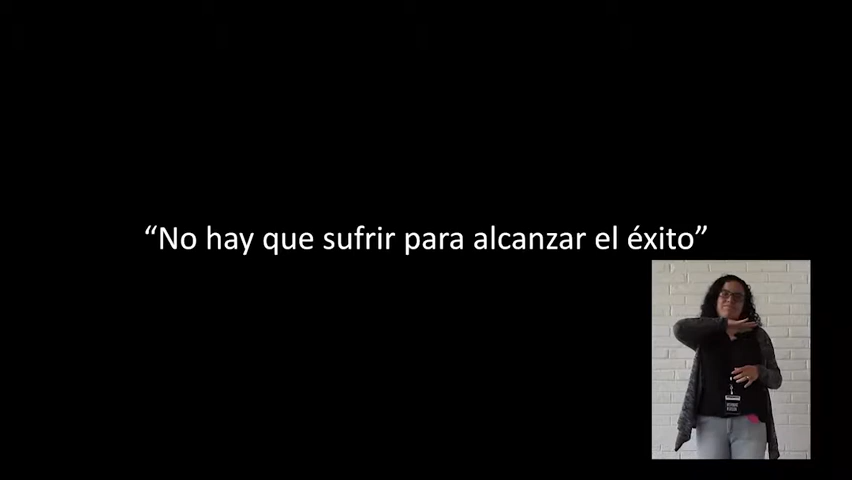 “No hay que sufrir para alcanzar el éxito”